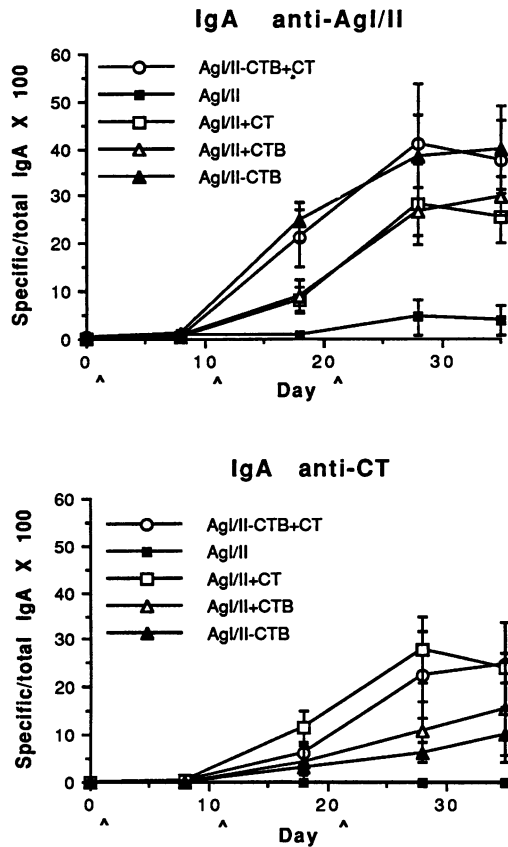 IgA anti-AgI/II
Specific/total IgA X 100
60
50
40
30
20
10
0
AgI/II-CTB+CT
AgI/II
AgI/II+CT
AgI/II+CTB
AgI/II-CTB
0 10 20 30
^ ^ ^
Day
IgA anti-CT
Specific/total IgA X 100
60
50
40
30
20
10
0
AgI/II-CTB+CT
AgI/II
AgI/II+CT
AgI/II+CTB
AgI/II-CTB
0 10 20 30
^ ^ ^
Day